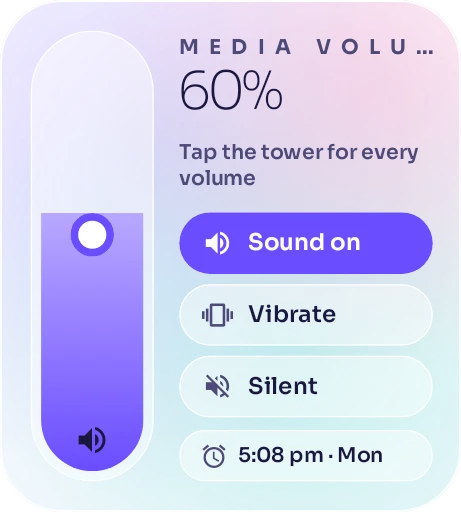 MEDIA VOLU...
60%
Tap the tower for every
volume
Sound on
Vibrate
Silent
5:08 pm · Mon